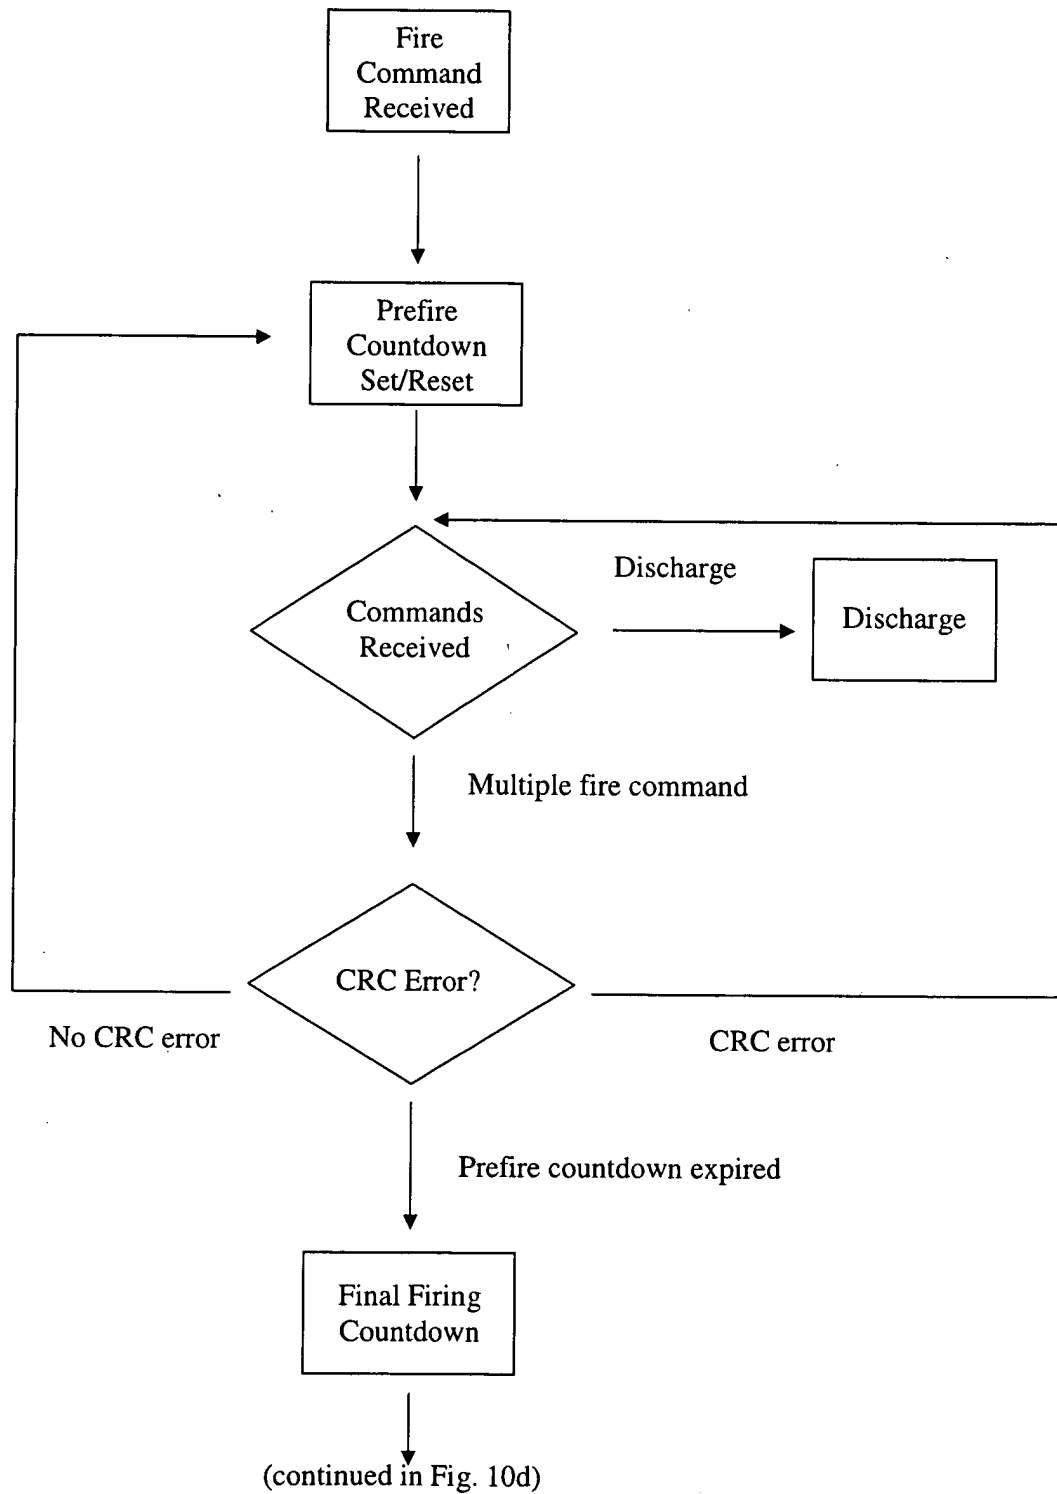 Fire
Command
Received
Prefire
Countdown
Set/Reset
Discharge
Commands
Received
Discharge
Multiple fire command
CRC Error?
No CRC error
CRC error
Prefire countdown expired
Final Firing
Countdown
(continued in Fig. 10d)